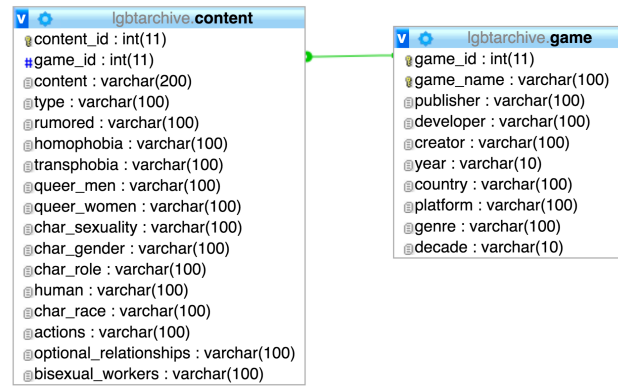 v lgbtarchive.content
content_id : int(11)
#game_id : int(11)
content : varchar(200)
type : varchar(100)
rumored : varchar(100)
homophobia : varchar(100)
transphobia : varchar(100)
queer_men : varchar(100)
queer_women : varchar(100)
char_sexuality : varchar(100)
char_gender : varchar(100)
char_role : varchar(100)
human : varchar(100)
char_race : varchar(100)
actions : varchar(100)
optional_relationships : varchar(100)
bisexual_workers : varchar(100)
v lgbtarchive.game
game_id : int(11)
game_name : varchar(100)
publisher : varchar(100)
developer : varchar(100)
creator : varchar(100)
year : varchar(10)
country : varchar(100)
platform : varchar(100)
genre : varchar(100)
decade : varchar(10)